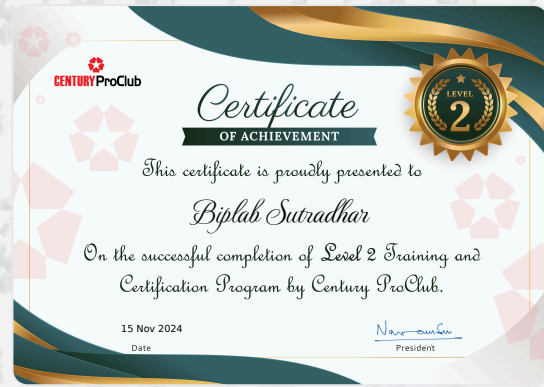 CENTURY ProClub
LEVEL
2
Certificate
OF ACHIEVEMENT
This certificate is proudly presented to
Biplab Sutradhar
On the successful completion of Level 2 Training and
Certification Program by Century ProClub.
15 Nov 2024
Date
President